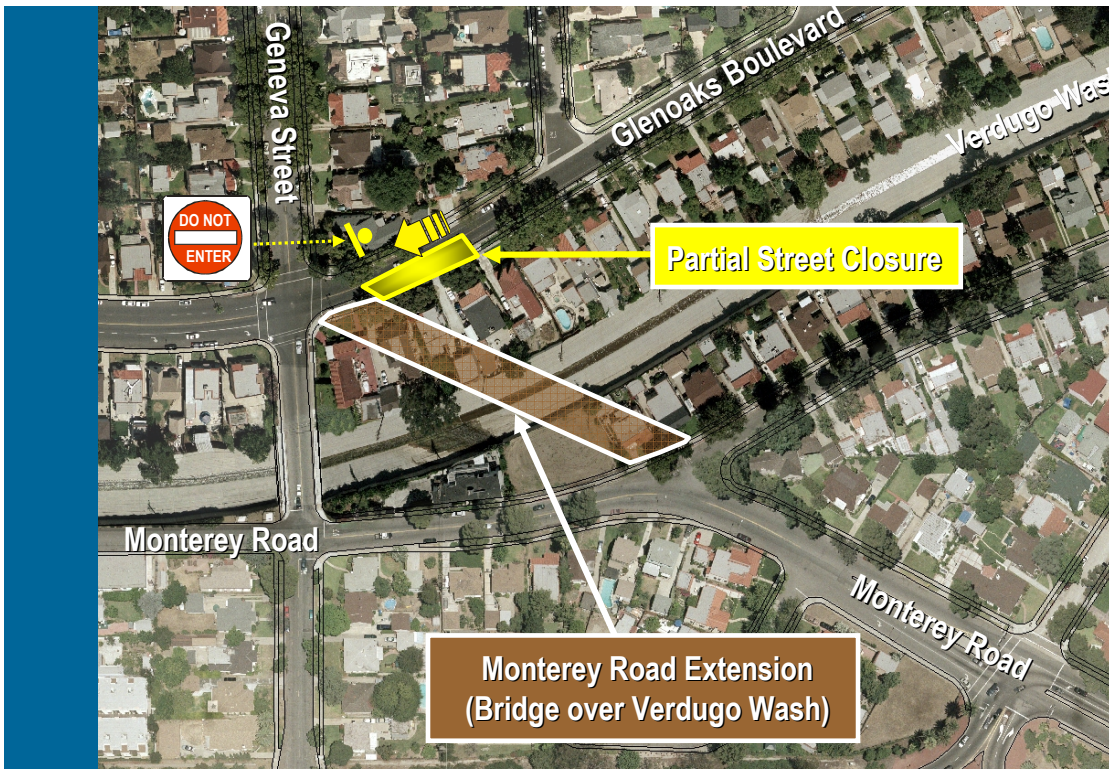 Geneva Street
Glenoaks Boulevard
Verdugo Wash
DO NOT
ENTER
Partial Street Closure
Monterey Road
Monterey Road
Monterey Road Extension
(Bridge over Verdugo Wash)